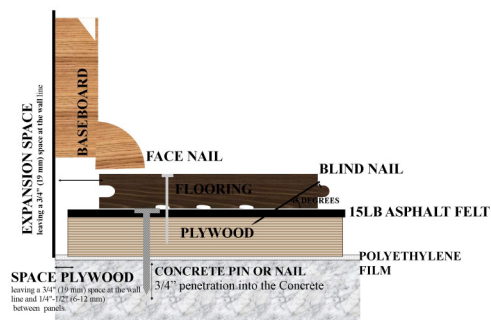 EXPANSION SPACE
leaving a 3/4" (19 mm) space at the wall line
BASEBOARD
FACE NAIL
BLIND NAIL
FLOORING
DEGREES
15LB ASPHALT FELT
PLYWOOD
POLYETHYLENE
FILM
SPACE PLYWOOD
leaving a 3/4" (19 mm) space at the wall
line and 1/4"-1/2" (6-12 mm)
between panels.
CONCRETE PIN OR NAIL
3/4” penetration into the Concrete